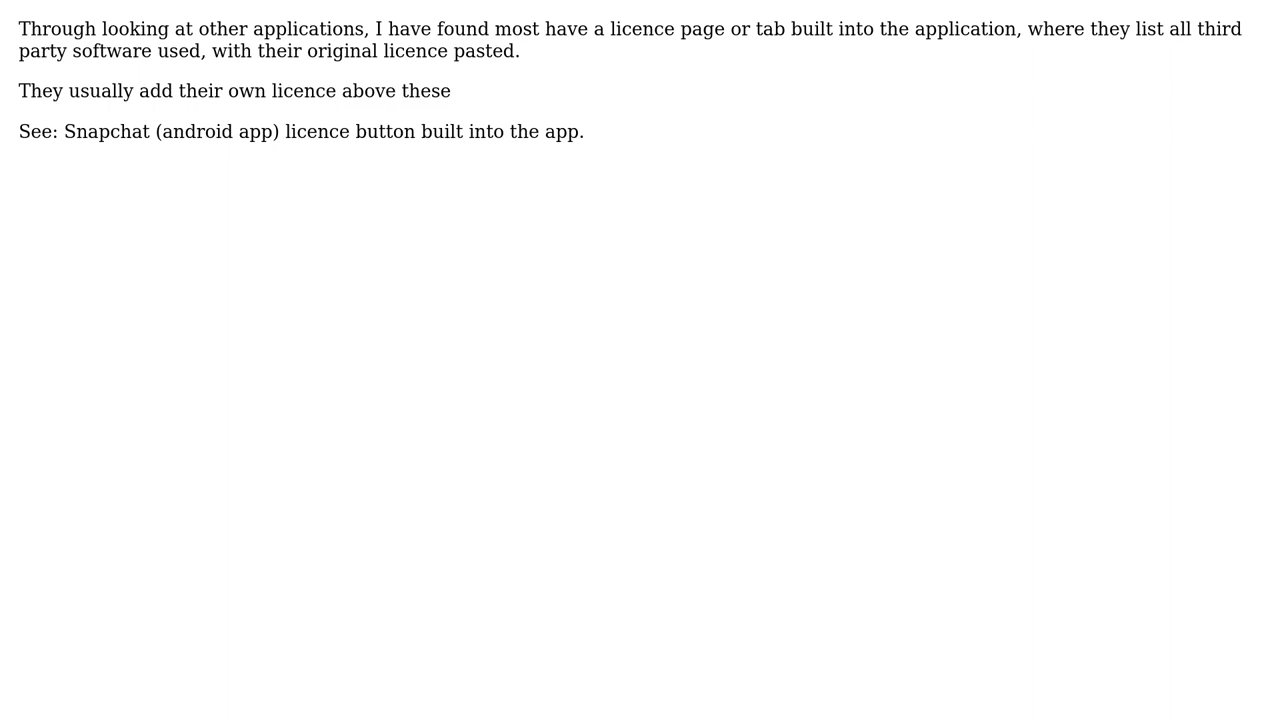 Through looking at other applications, I have found most have a licence page or tab built into the application, where they list all third
party software used, with their original licence pasted.
They usually add their own licence above these
See: Snapchat (android app) licence button built into the app.